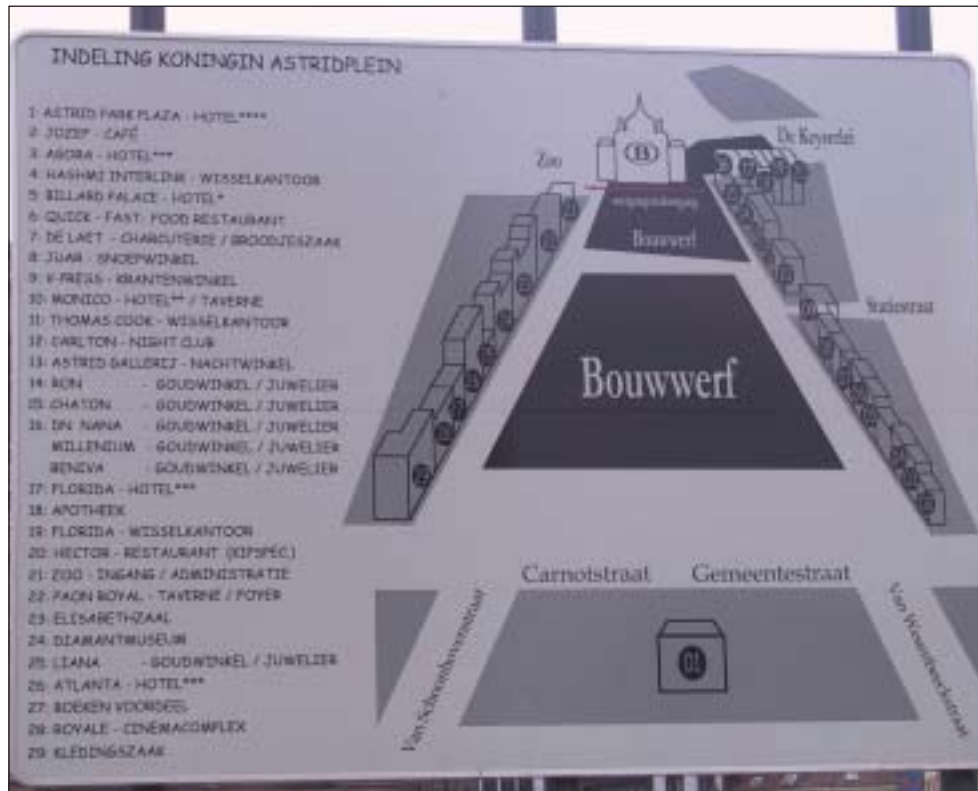 INDELING KONINGIN ASTRIDPLEIN
1: ASTRID PARK PLAZA - HOTEL****
2: JOZEF - CAFÉ
3: AGORA - HOTEL***
4: HASHMI INTERLINK - WISSELKANTOOR
5: BILLARD PALACE - HOTEL*
6: QUICK - FAST-FOOD RESTAURANT
7: DE LAET - CHARCUTERIE / BROODJESZAAK
8: JUAR - SNOEPWINKEL
9: V-PRESS - KRANTENWINKEL
10: MONICO - HOTEL** / TAVERNE
11: THOMAS COOK - WISSELKANTOOR
12: CARLTON - NIGHT CLUB
13: ASTRID GALLERIJ - NACHTWINKEL
14: RON - GOUDWINKEL / JUWELIER
15: CHATON - GOUDWINKEL / JUWELIER
16: DN. NANA - GOUDWINKEL / JUWELIER
MILLENIUM - GOUDWINKEL / JUWELIER
BENIVA - GOUDWINKEL / JUWELIER
17: FLORIDA - HOTEL***
18: APOTHEEK
19: FLORIDA - WISSELKANTOOR
20: HECTOR - RESTAURANT (KIPSPEC.)
21: ZOO - INGANG / ADMINISTRATIE
22: PAON ROYAL - TAVERNE / FOYER
23: ELISABETHZAAL
24: DIAMANTMUSEUM
25: LIANA - GOUDWINKEL / JUWELIER
26: ATLANTA - HOTEL***
27: BOEKEN VOORDEEL
28: ROYALE - CINEMACOMPLEX
29: KLEDINGSZAAK
Zoo
B
De Keyserlei
Bouwwerf
Statiestraat
Bouwwerf
Carnotstraat
Gemeentestraat
Van Schoonhovenstraat
01
Van Wesenbeeckstraat